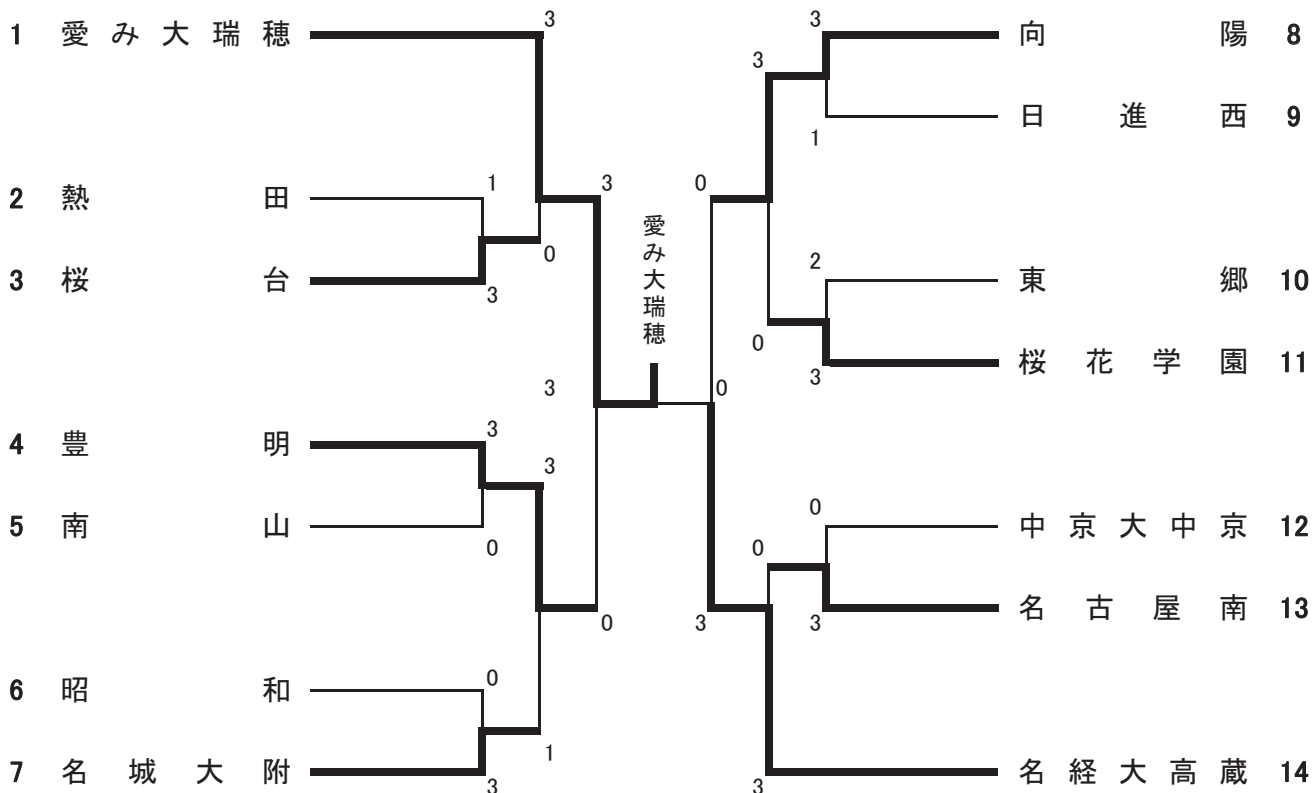 1 愛み大瑞穂
2 熱田
3 桜台
4 豊明
5 南山
6 昭和
7 名城大附
3
1
3
0
3
0
3
0
3
1
3
0
3
愛み大瑞穂
0
0
3
3
1
3
2
3
0
0
3
0
3
向陽 8
日進西 9
東郷 10
桜花学園 11
中京大中京 12
名古屋南 13
名経大高蔵 14